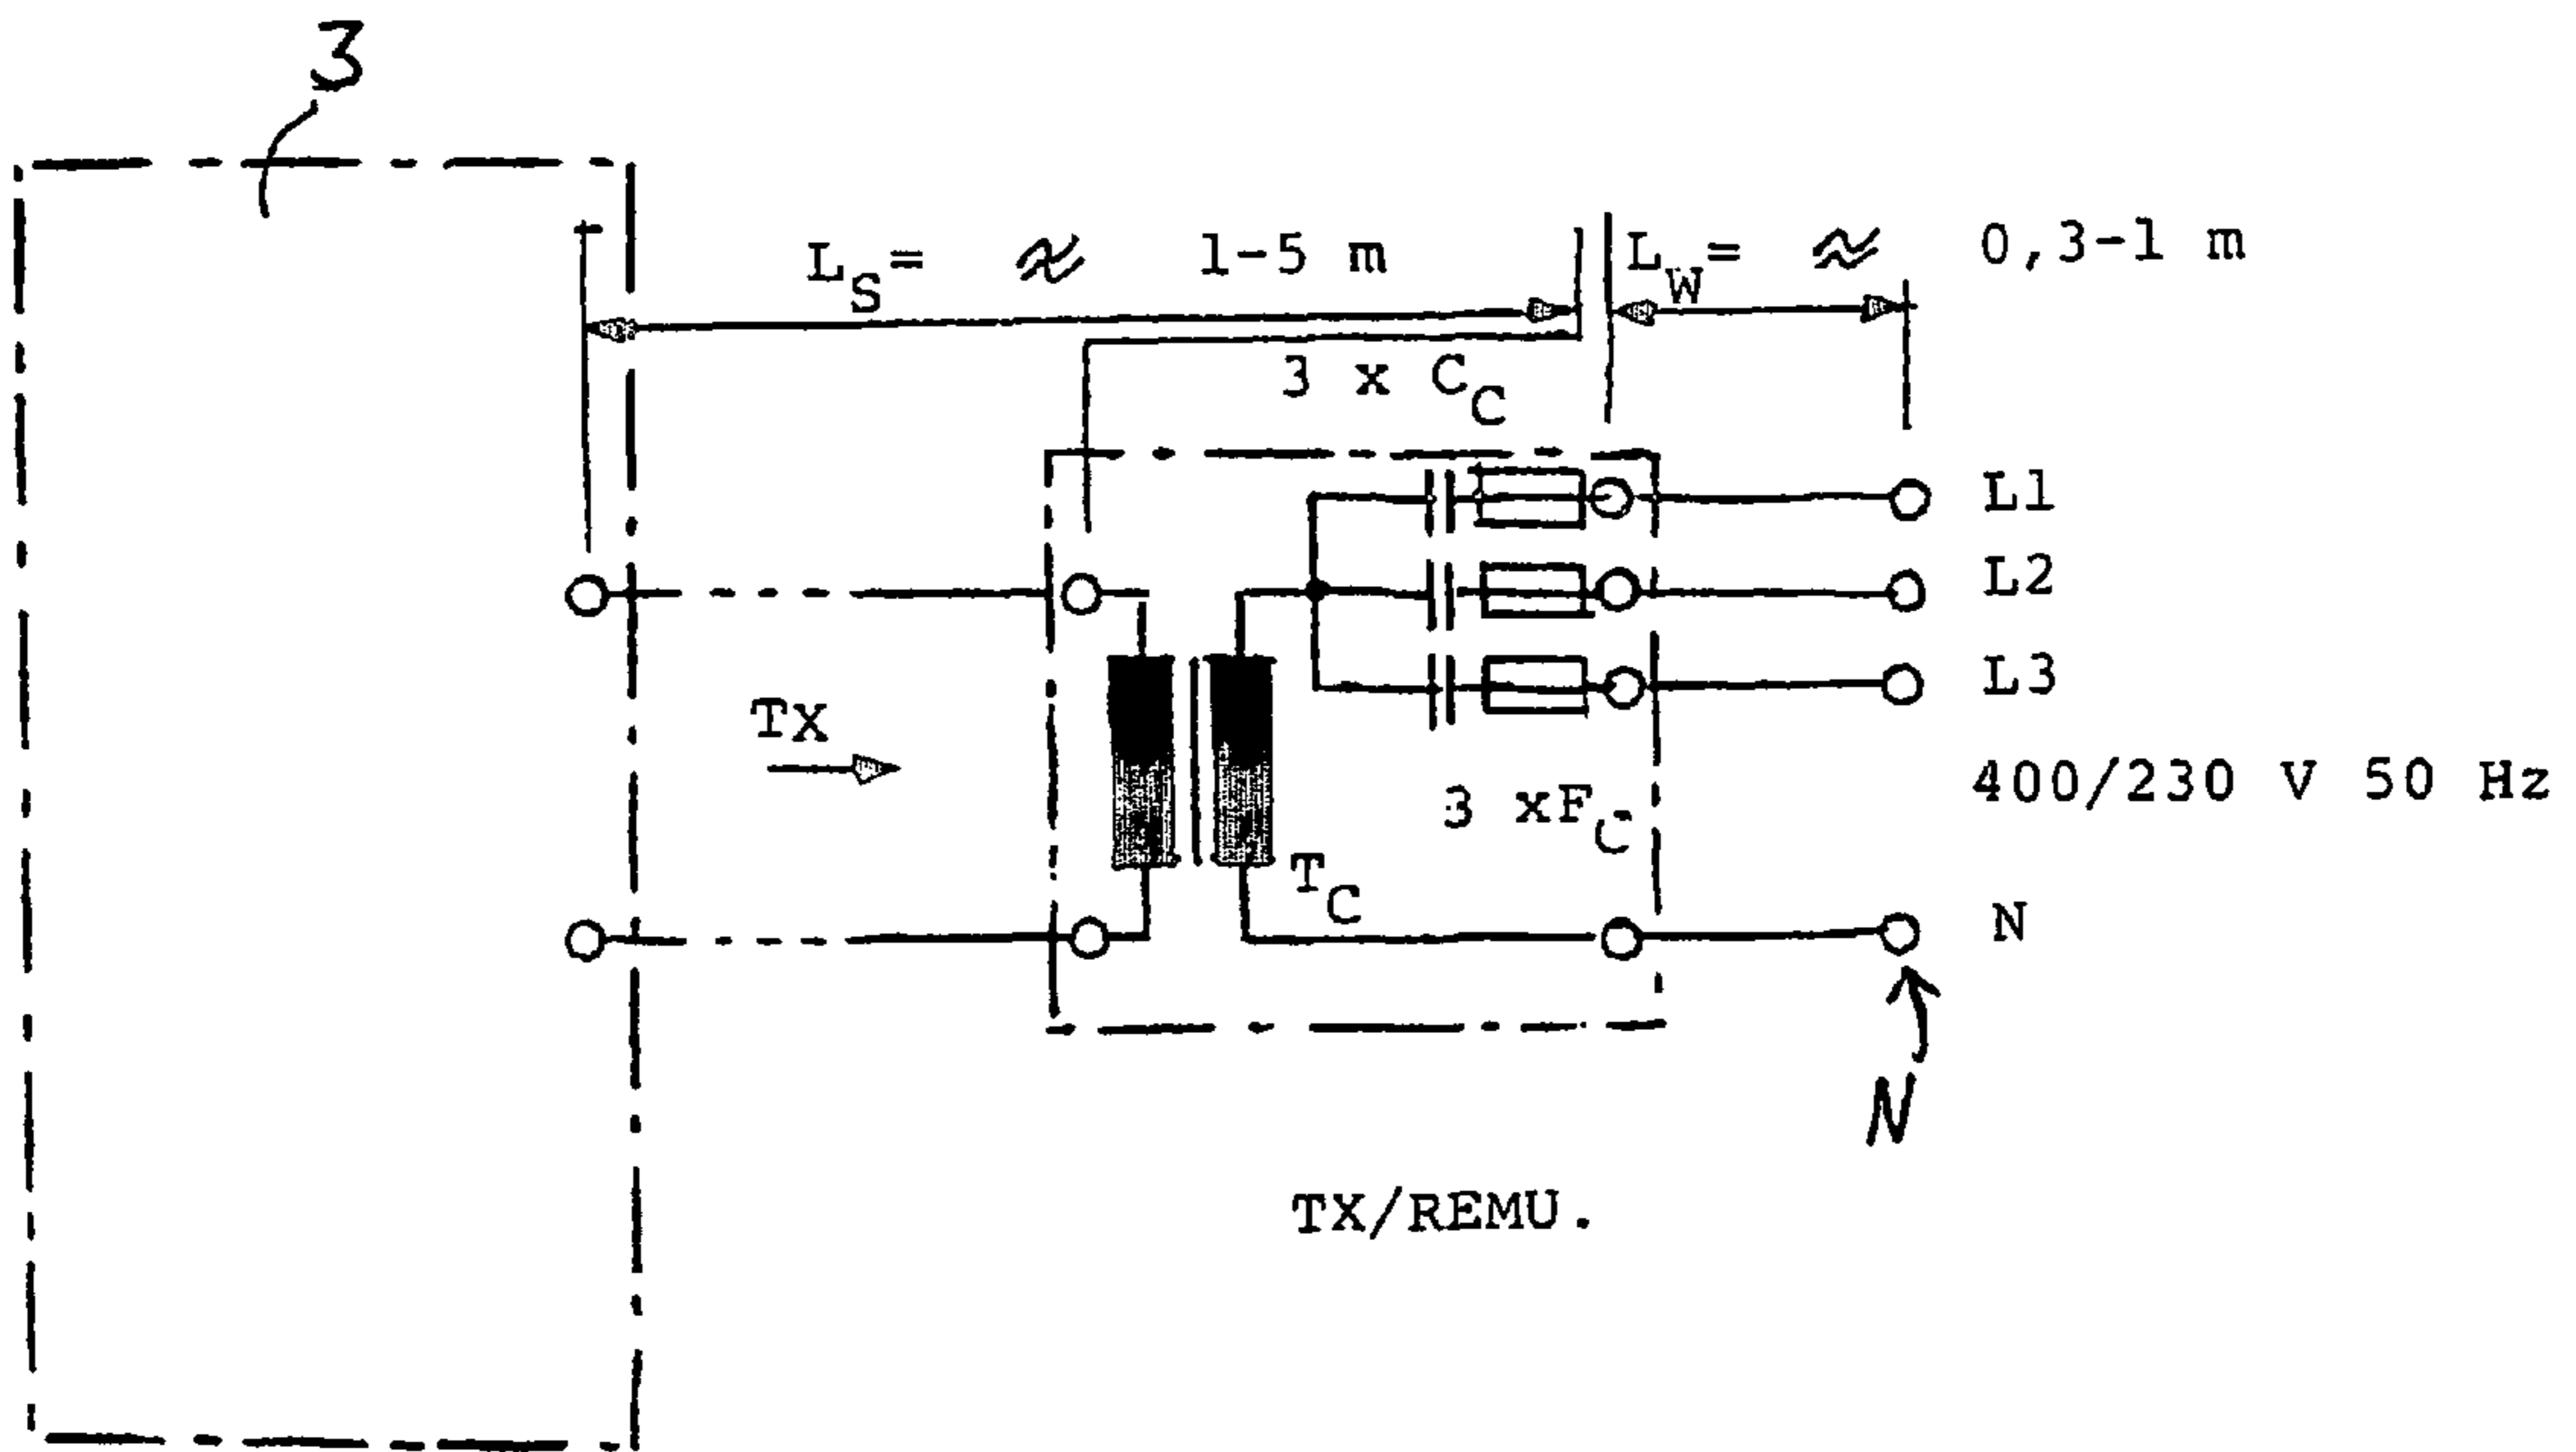 3
L_S= ≈ 1-5 m
L_W= ≈ 0,3-1 m
3 x C_C
L1
L2
L3
TX
400/230 V 50 Hz
3 xF_C
T_C
N
N
TX/REMU.